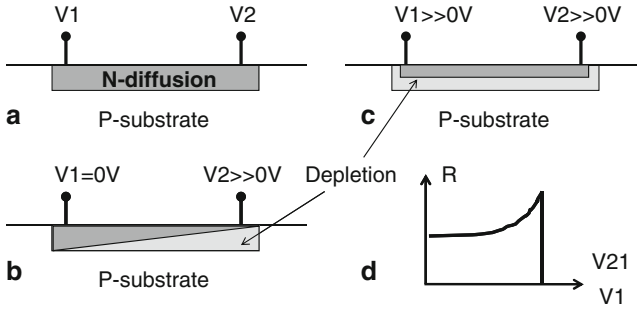 V1 V2
N-diffusion
a P-substrate
V1>>0V V2>>0V
c P-substrate
Depletion
V1=0V V2>>0V
b P-substrate
R
d V21
V1